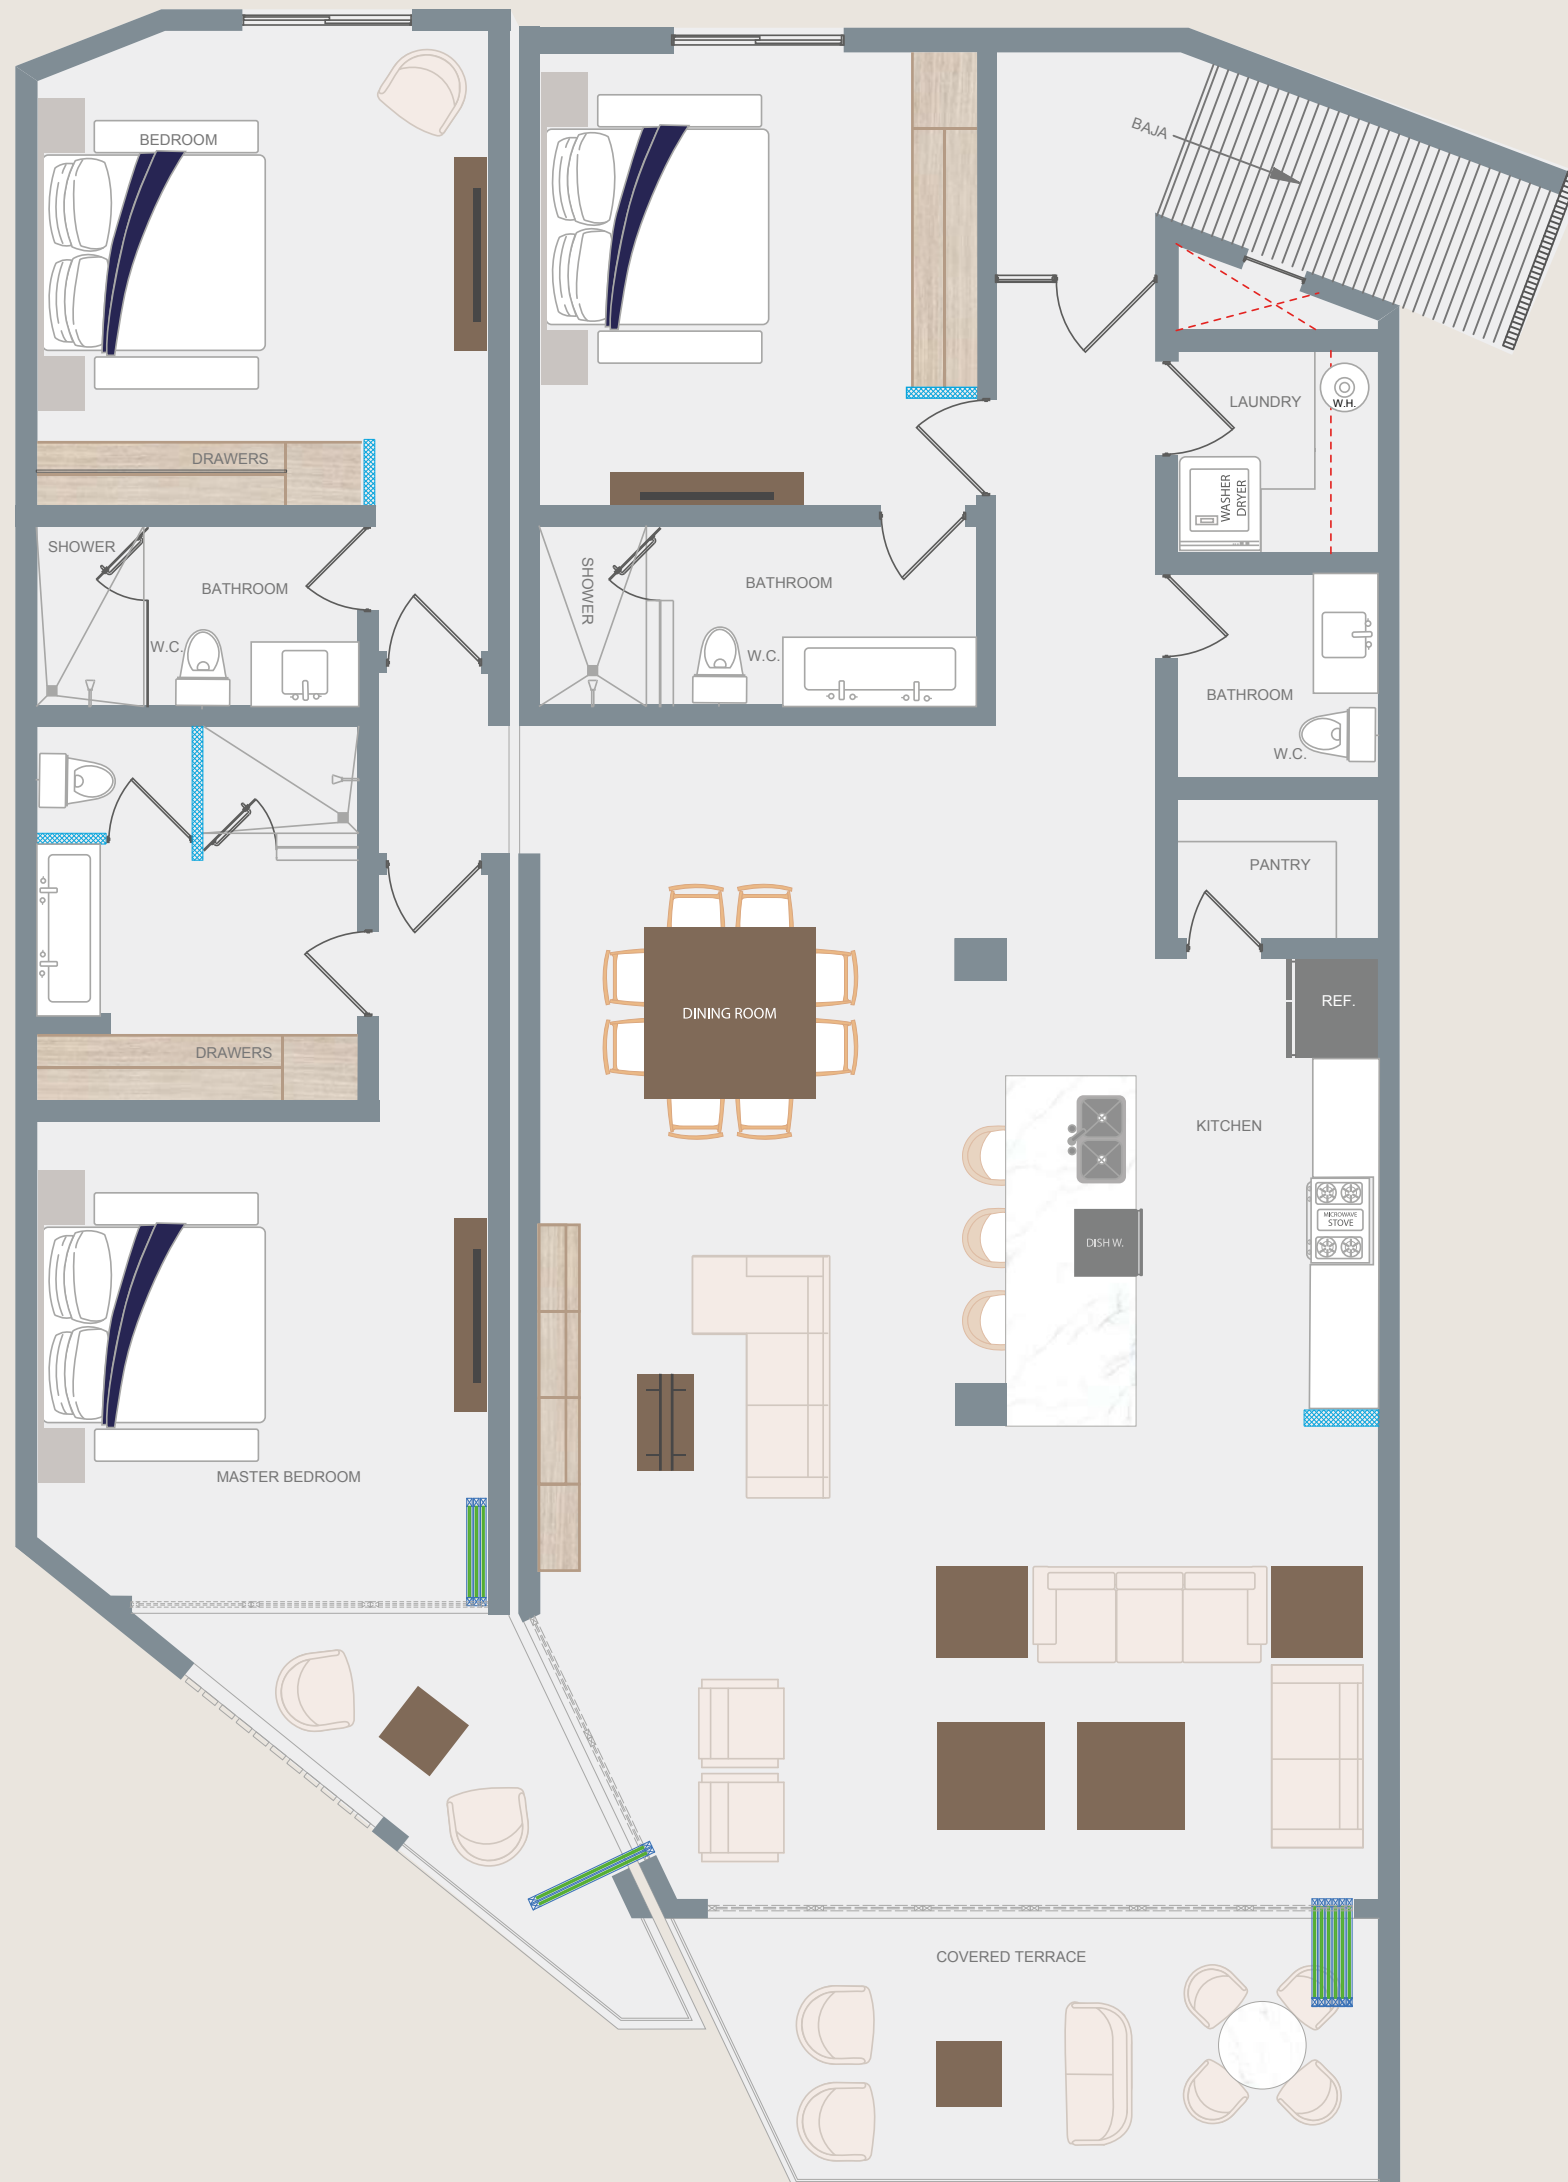 BAJA
BEDROOM
LAUNDRY
W.H.
DRAWERS
WASHER
DRYER
SHOWER
BATHROOM
W.C.
SHOWER
BATHROOM
W.C.
BATHROOM
W.C.
PANTRY
REF.
DINING ROOM
DRAWERS
KITCHEN
MICROWAVE
STOVE
DISH W.
MASTER BEDROOM
COVERED TERRACE